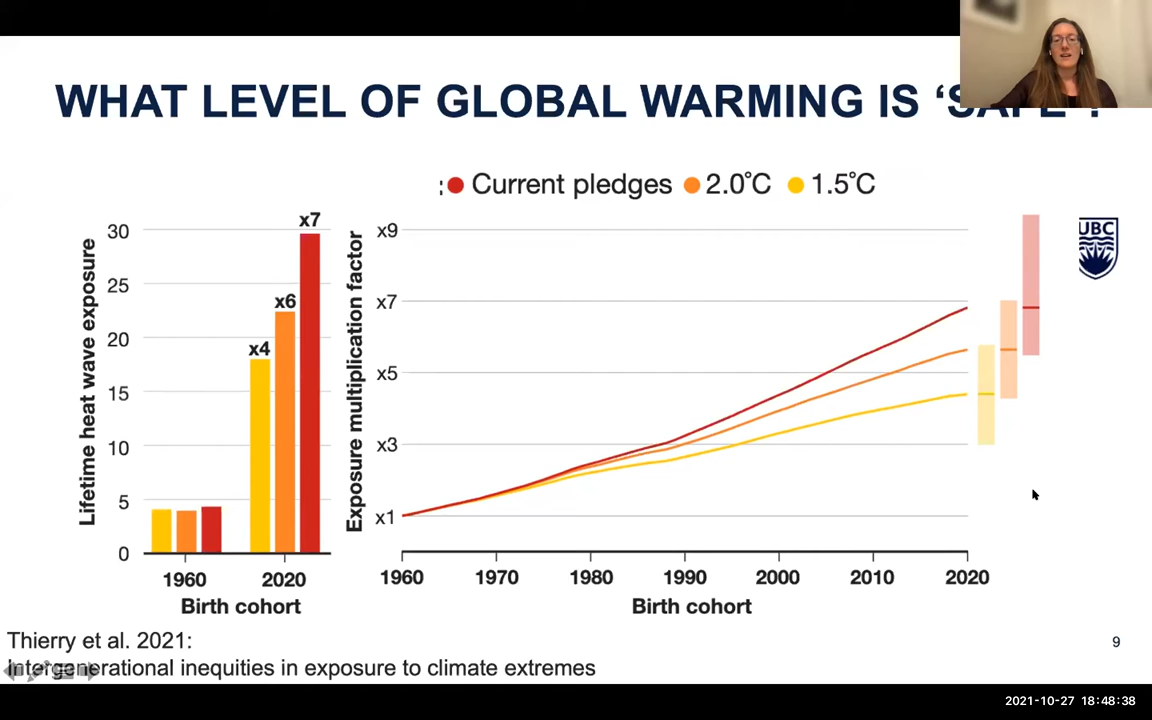 WHAT LEVEL OF GLOBAL WARMING IS ‘SAFE’?
Current pledges 2.0°C 1.5°C
UBC
Lifetime heat wave exposure
30
25
20
15
10
5
0
x4
x6
x7
1960 2020
Birth cohort
Exposure multiplication factor
x9
x7
x5
x3
x1
1960 1970 1980 1990 2000 2010 2020
Birth cohort
Thierry et al. 2021:
Intergenerational inequities in exposure to climate extremes
9
2021-10-27 18:48:38